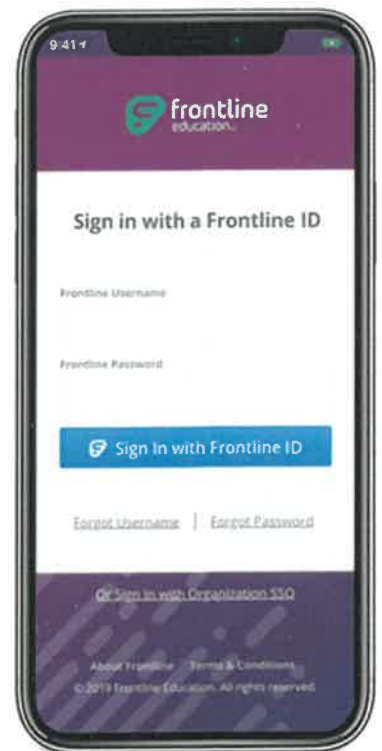 9:41
frontline
education
Sign in with a Frontline ID
Frontline Username
Frontline Password
Sign In with Frontline ID
Forgot Username | Forgot Password
Or Sign In with Organization SSO
About Frontline Terms & Conditions
© 2019 Frontline Education. All rights reserved.